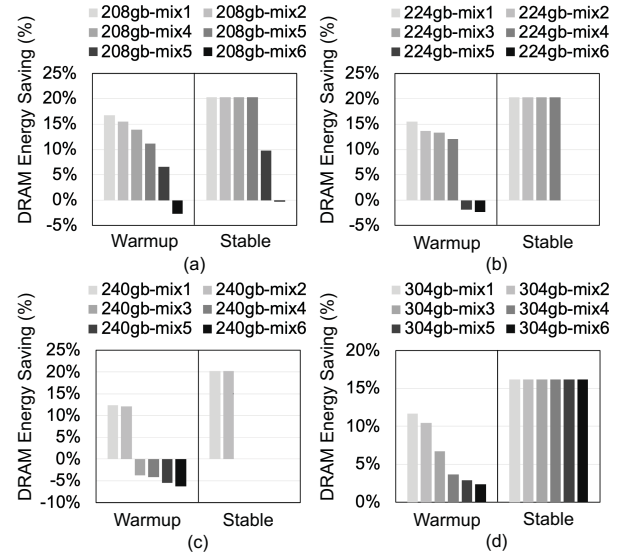 208gb-mix1 208gb-mix2
208gb-mix4 208gb-mix5
208gb-mix5 208gb-mix6
DRAM Energy Saving (%)
25%
20%
15%
10%
5%
0%
-5%
Warmup Stable
(a)
224gb-mix1 224gb-mix2
224gb-mix3 224gb-mix4
224gb-mix5 224gb-mix6
DRAM Energy Saving (%)
25%
20%
15%
10%
5%
0%
-5%
Warmup Stable
(b)
240gb-mix1 240gb-mix2
240gb-mix3 240gb-mix4
240gb-mix5 240gb-mix6
DRAM Energy Saving (%)
25%
20%
15%
10%
5%
0%
-5%
-10%
Warmup Stable
(c)
304gb-mix1 304gb-mix2
304gb-mix3 304gb-mix4
304gb-mix5 304gb-mix6
DRAM Energy Saving (%)
20%
15%
10%
5%
0%
Warmup Stable
(d)